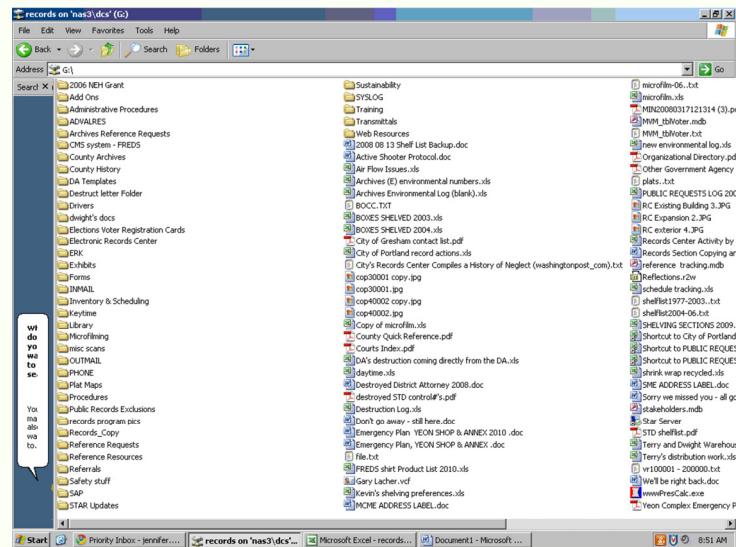 records on 'nas3\dcs' (G:)
File Edit View Favorites Tools Help
Back Search Folders
Address G:\ Go
Search X
2006 NEH Grant
Add Ons
Administrative Procedures
ADVALRES
Archives Reference Requests
CMS system - FREDS
County Archives
County History
DA Templates
Destruct letter Folder
Drivers
dwight's docs
Elections Voter Registration Cards
Electronic Records Center
ERK
Exhibits
Forms
INMAIL
Inventory & Scheduling
Keytime
Library
Microfilming
misc scans
OUTMAIL
PHONE
Plat Maps
Procedures
Public Records Exclusions
records program pics
Records_Copy
Reference Requests
Reference Resources
Referrals
Safety stuff
SAP
STAR Updates
Sustainability
SYSLOG
Training
Transmittals
Web Resources
2008 08 13 Shelf List Backup.doc
Active Shooter Protocol.doc
Air Flow Issues.xls
Archives (E) environmental numbers.xls
Archives Environmental Log (blank).xls
BOCC.TXT
BOXES SHELVED 2003.xls
BOXES SHELVED 2004.xls
City of Gresham contact list.pdf
City of Portland record actions.xls
City's Records Center Compiles a History of Neglect (washingtonpost_com).txt
cop30001 copy.jpg
cop30001.jpg
cop40002 copy.jpg
cop40002.jpg
Copy of microfilm.xls
County Quick Reference.pdf
Courts Index.pdf
DA's destruction coming directly from the DA.xls
daytime.xls
Destroyed District Attorney 2008.doc
destroyed STD control#'s.pdf
Destruction Log.xls
Don't go away - still here.doc
Emergency Plan, YEON SHOP & ANNEX 2010 .doc
Emergency Plan, YEON SHOP & ANNEX .doc
file.txt
FREDS shirt Product List 2010.xls
Gary Lacher.vcf
Kevin's shelving preferences.xls
MCME ADDRESS LABEL.doc
microfilm-06..txt
microfilm.xls
MIN20080317121314 (3).pd
MVM_tblVoter.mdb
MVM_tblVoter.txt
new environmental log.xls
Organizational Directory.pd
Other Government Agency
plats..txt
PUBLIC REQUESTS LOG 200
RC Existing Building 3.JPG
RC Expansion 2.JPG
RC exterior 4.JPG
Records Center Activity by
Records Section Copying ar
reference tracking.mdb
Reflections.r2w
schedule tracking.xls
shelflist1977-2003..txt
shelflist2004-06.txt
SHELVING SECTIONS 2009.
Shortcut to City of Portland
Shortcut to PUBLIC REQUES
Shortcut to PUBLIC REQUES
shrink wrap recycled.xls
SME ADDRESS LABEL.doc
Sorry we missed you - all go
stakeholders.mdb
Star Server
STD shelflist.pdf
Terry and Dwight Warehous
Terry's distribution work.xls
vr100001 - 200000.txt
We'll be right back.doc
wwwPresCalc.exe
Yeon Complex Emergency P
do
yo
wa
to
se
You
ma
also
wa
to.
Start Priority Inbox - jennifer.... records on 'nas3\dcs'... Microsoft Excel - records... Document1 - Microsoft ... 8:51 AM